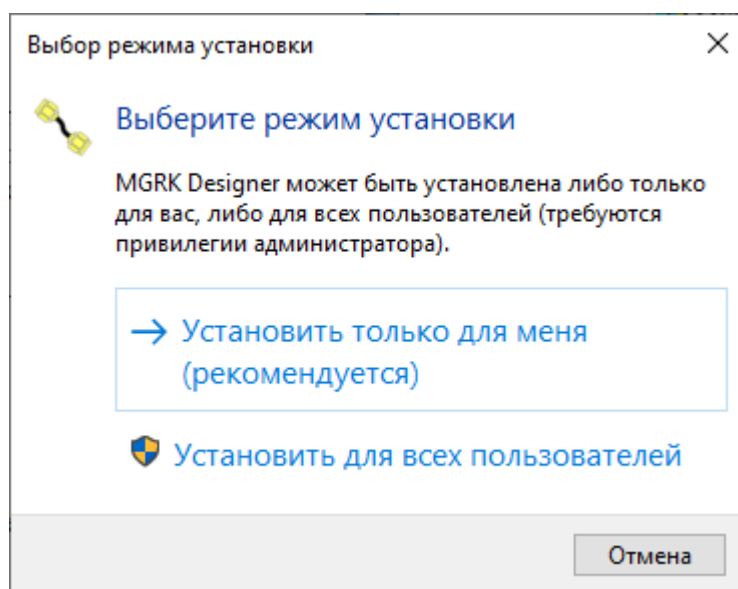 Выбор режима установки
Выберите режим установки
MGRK Designer может быть установлена либо только
для вас, либо для всех пользователей (требуются
привилегии администратора).
Установить только для меня
(рекомендуется)
Установить для всех пользователей
Отмена